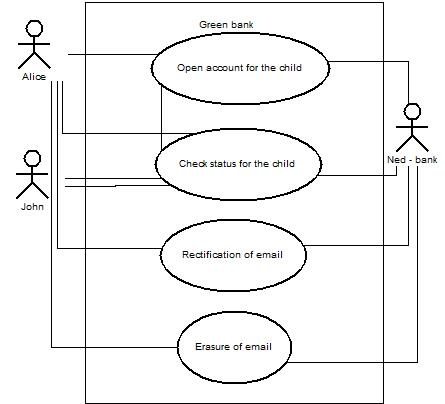 Green bank
Open account for the child
Alice
Check status for the child
Ned - bank
John
Rectification of email
Erasure of email